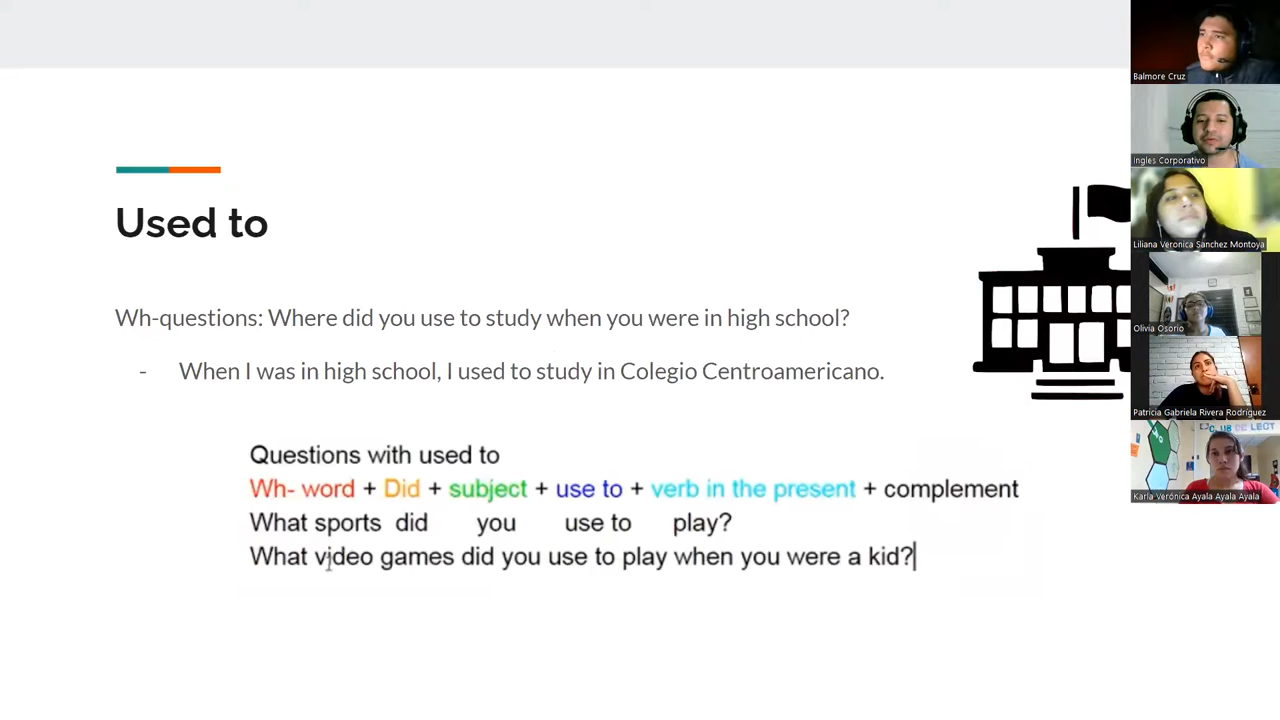 Used to
Wh-questions: Where did you use to study when you were in high school?
- When I was in high school, I used to study in Colegio Centroamericano.
Questions with used to
Wh- word + Did + subject + use to + verb in the present + complement
What sports did you use to play?
What video games did you use to play when you were a kid?
Balmore Cruz
Ingles Corporativo
Liliana Veronica Sanchez Montoya
Olivia Osorio
Patricia Gabriela Rivera Rodríguez
Karla Verónica Ayala Ayala Ayala